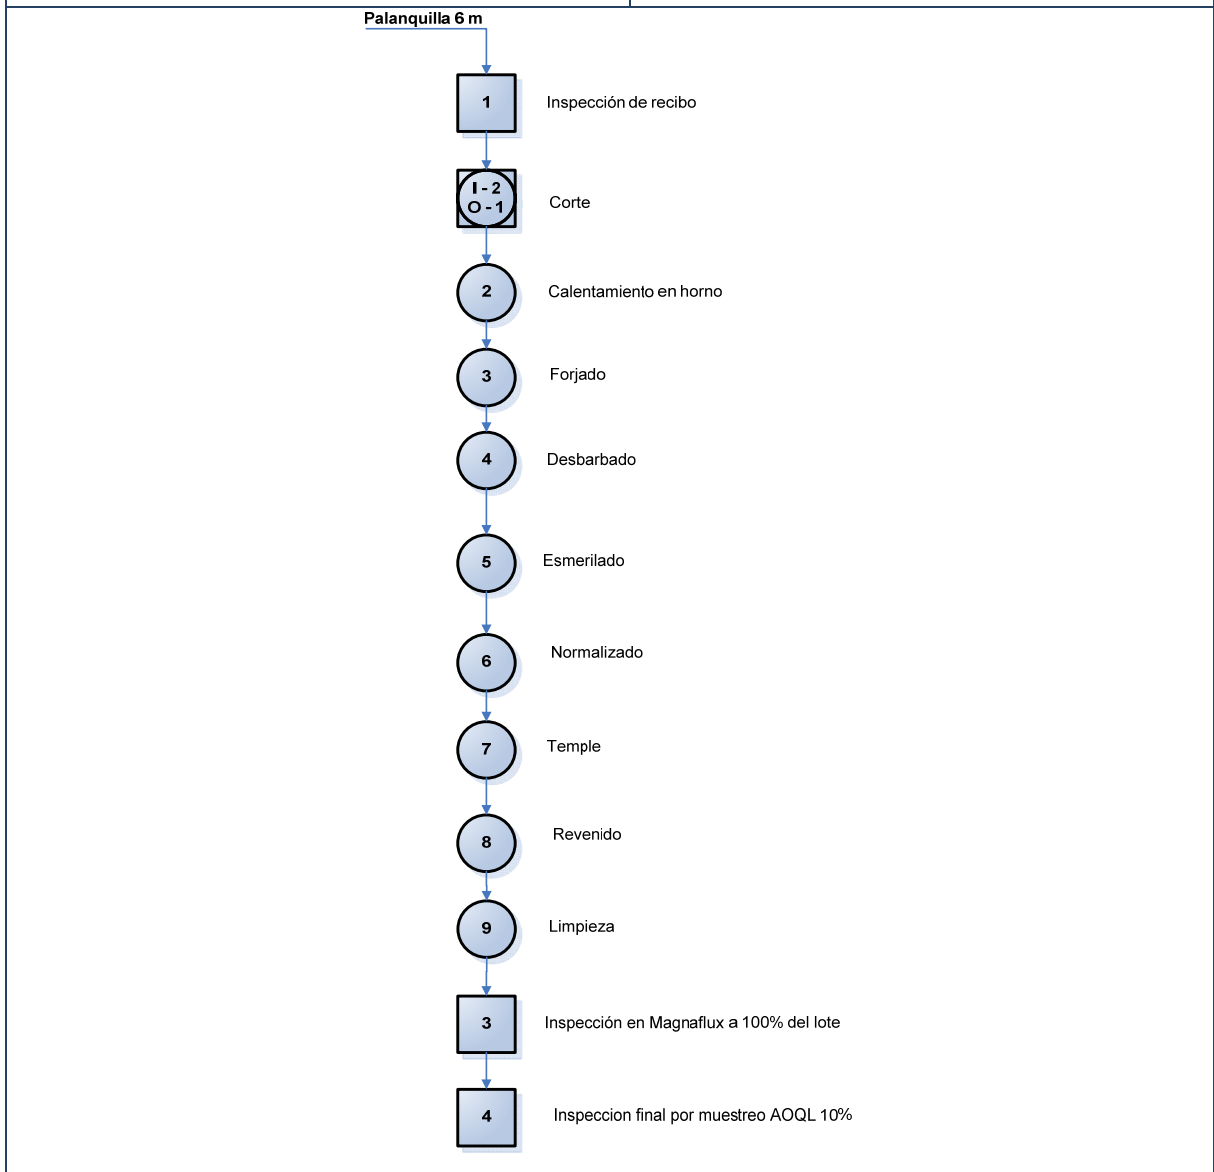 Palanquilla 6 m
1
Inspección de recibo
I - 2
O - 1
Corte
2
Calentamiento en horno
3
Forjado
4
Desbarbado
5
Esmerilado
6
Normalizado
7
Temple
8
Revenido
9
Limpieza
3
Inspección en Magnaflux a 100% del lote
4
Inspeccion final por muestreo AOQL 10%